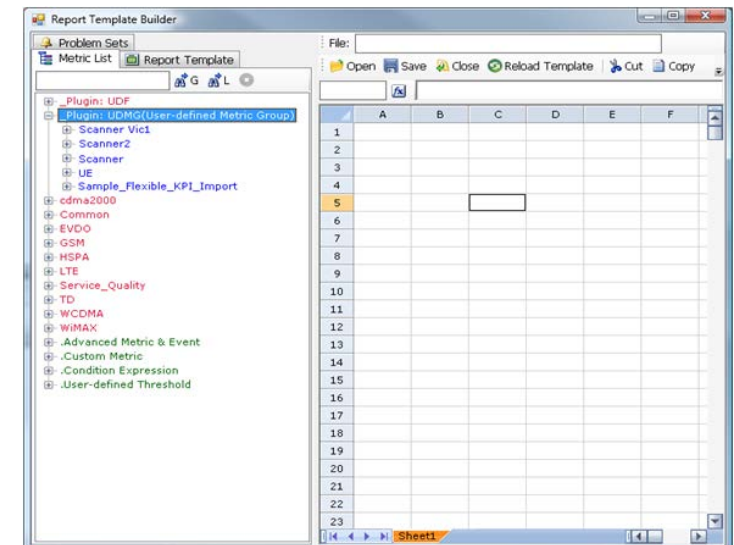 Report Template Builder
Problem Sets
Metric List Report Template
G L
_Plugin: UDF
_Plugin: UDMG(User-defined Metric Group)
Scanner Vic1
Scanner2
Scanner
UE
Sample_Flexible_KPI_Import
cdma2000
Common
EVDO
GSM
HSPA
LTE
Service_Quality
TD
WCDMA
WiMAX
.Advanced Metric & Event
.Custom Metric
.Condition Expression
.User-defined Threshold
File:
Open Save Close Reload Template Cut Copy
fx
A B C D E F
1
2
3
4
5
6
7
8
9
10
11
12
13
14
15
16
17
18
19
20
21
22
23
Sheet1